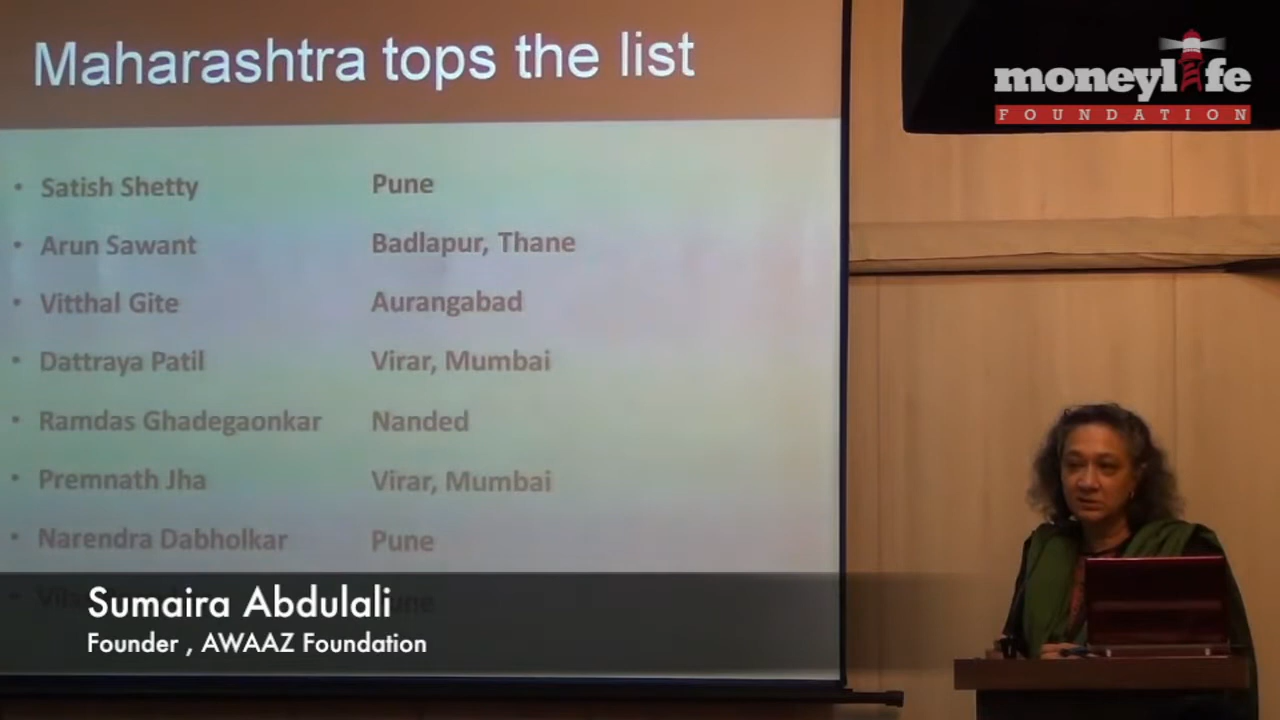 Maharashtra tops the list
moneylife
FOUNDATION
• Satish Shetty Pune
• Arun Sawant Badlapur, Thane
• Vitthal Gite Aurangabad
• Dattraya Patil Virar, Mumbai
• Ramdas Ghadegaonkar Nanded
• Premnath Jha Virar, Mumbai
• Narendra Dabholkar Pune
Sumaira Abdulali
Founder , AWAAZ Foundation